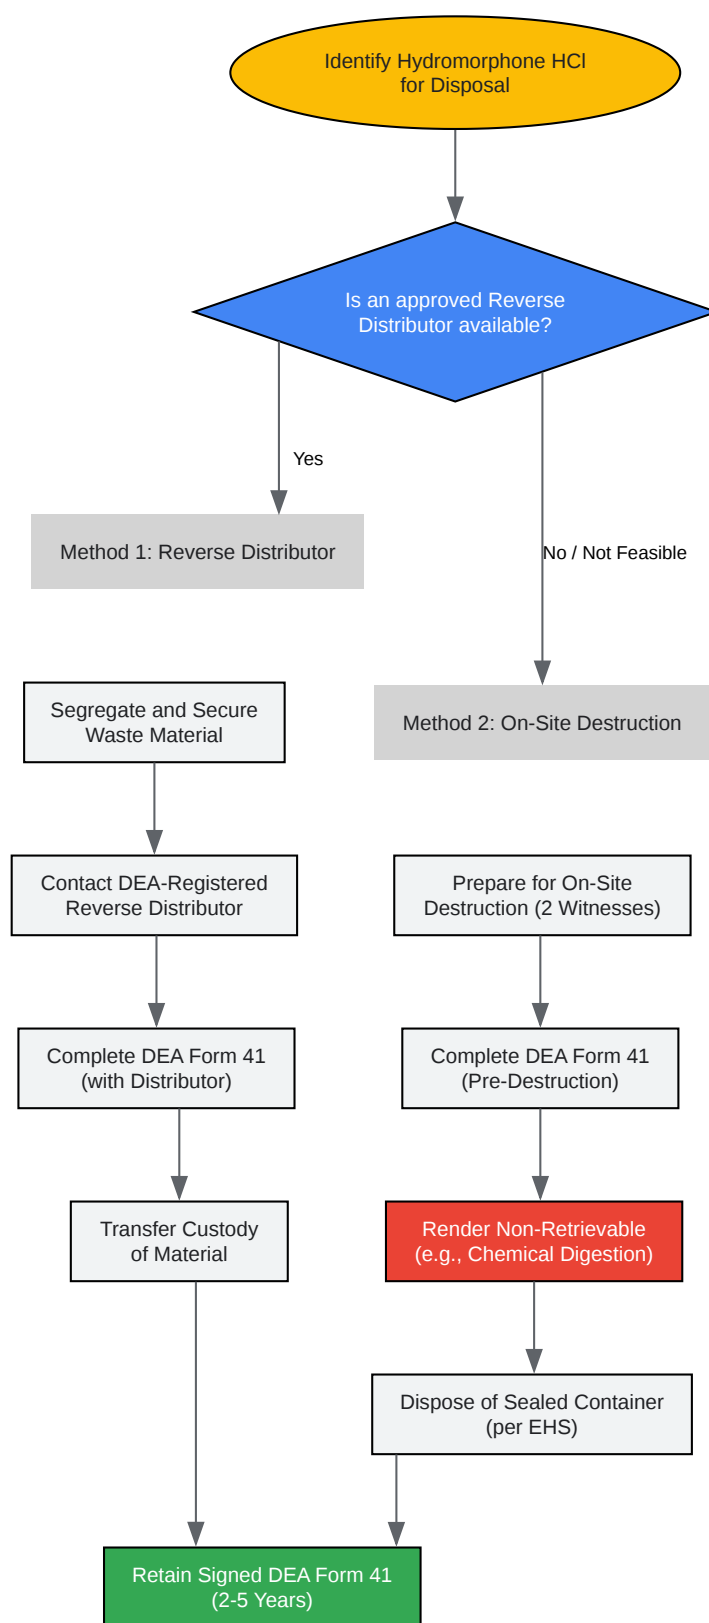 Identify Hydromorphone HCl
for Disposal
Is an approved Reverse
Distributor available?
Yes
Method 1: Reverse Distributor
No / Not Feasible
Method 2: On-Site Destruction
Segregate and Secure
Waste Material
Contact DEA-Registered
Reverse Distributor
Complete DEA Form 41
(with Distributor)
Transfer Custody
of Material
Prepare for On-Site
Destruction (2 Witnesses)
Complete DEA Form 41
(Pre-Destruction)
Render Non-Retrievable
(e.g., Chemical Digestion)
Dispose of Sealed Container
(per EHS)
Retain Signed DEA Form 41
(2-5 Years)